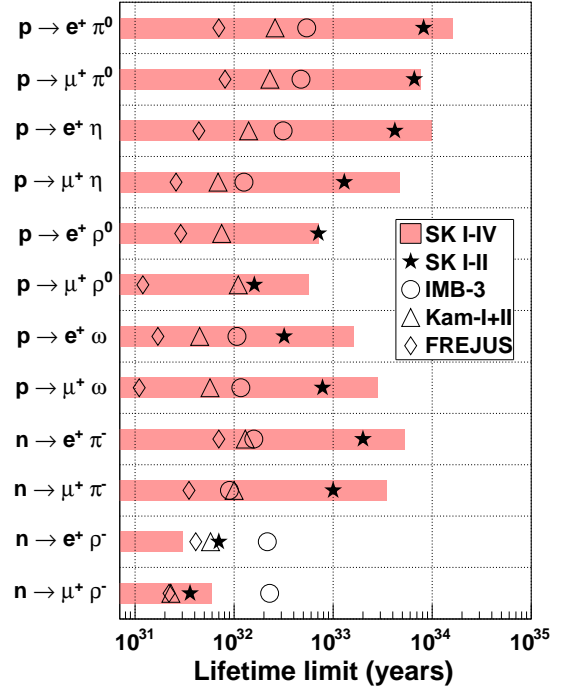 p → e⁺ π⁰
p → μ⁺ π⁰
p → e⁺ η
p → μ⁺ η
p → e⁺ ρ⁰
p → μ⁺ ρ⁰
p → e⁺ ω
p → μ⁺ ω
n → e⁺ π⁻
n → μ⁺ π⁻
n → e⁺ ρ⁻
n → μ⁺ ρ⁻
SK I-IV
SK I-II
IMB-3
Kam-I+II
FREJUS
10³¹ 10³² 10³³ 10³⁴ 10³⁵
Lifetime limit (years)